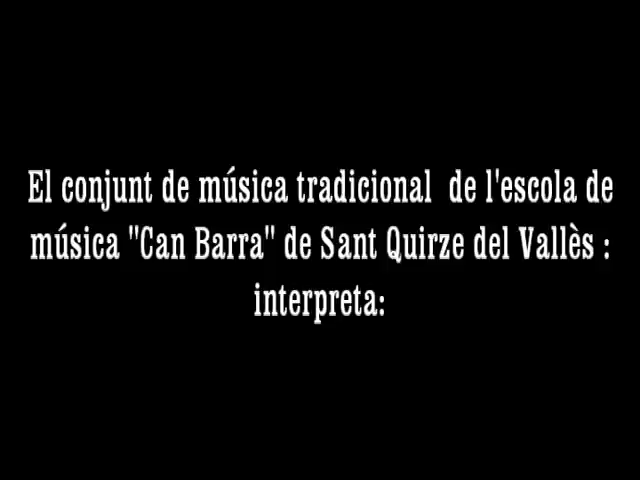 El conjunt de música tradicional  de l'escola de
música "Can Barra" de Sant Quirze del Vallès :
interpreta: